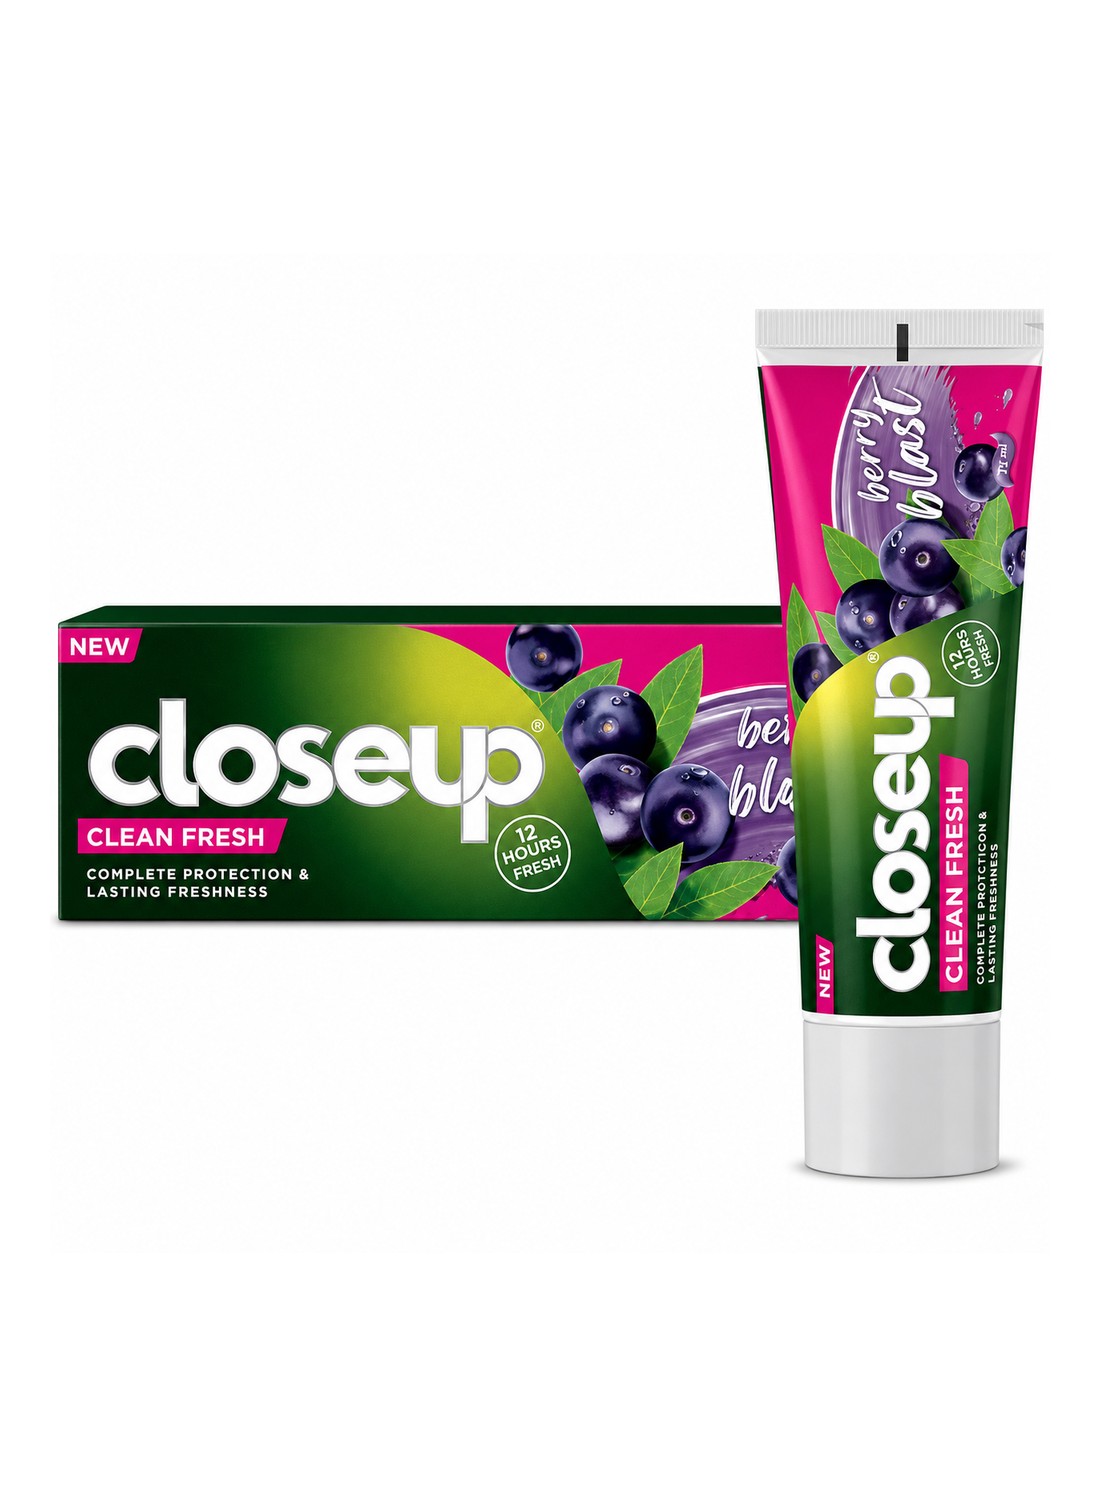 NEW
closeup®
CLEAN FRESH
COMPLETE PROTECTION &
LASTING FRESHNESS
12
HOURS
FRESH
berry
blast
12
HOURS
FRESH
closeup®
CLEAN FRESH
COMPLETE PROTCTICON &
LASTING FRESHNESS
NEW